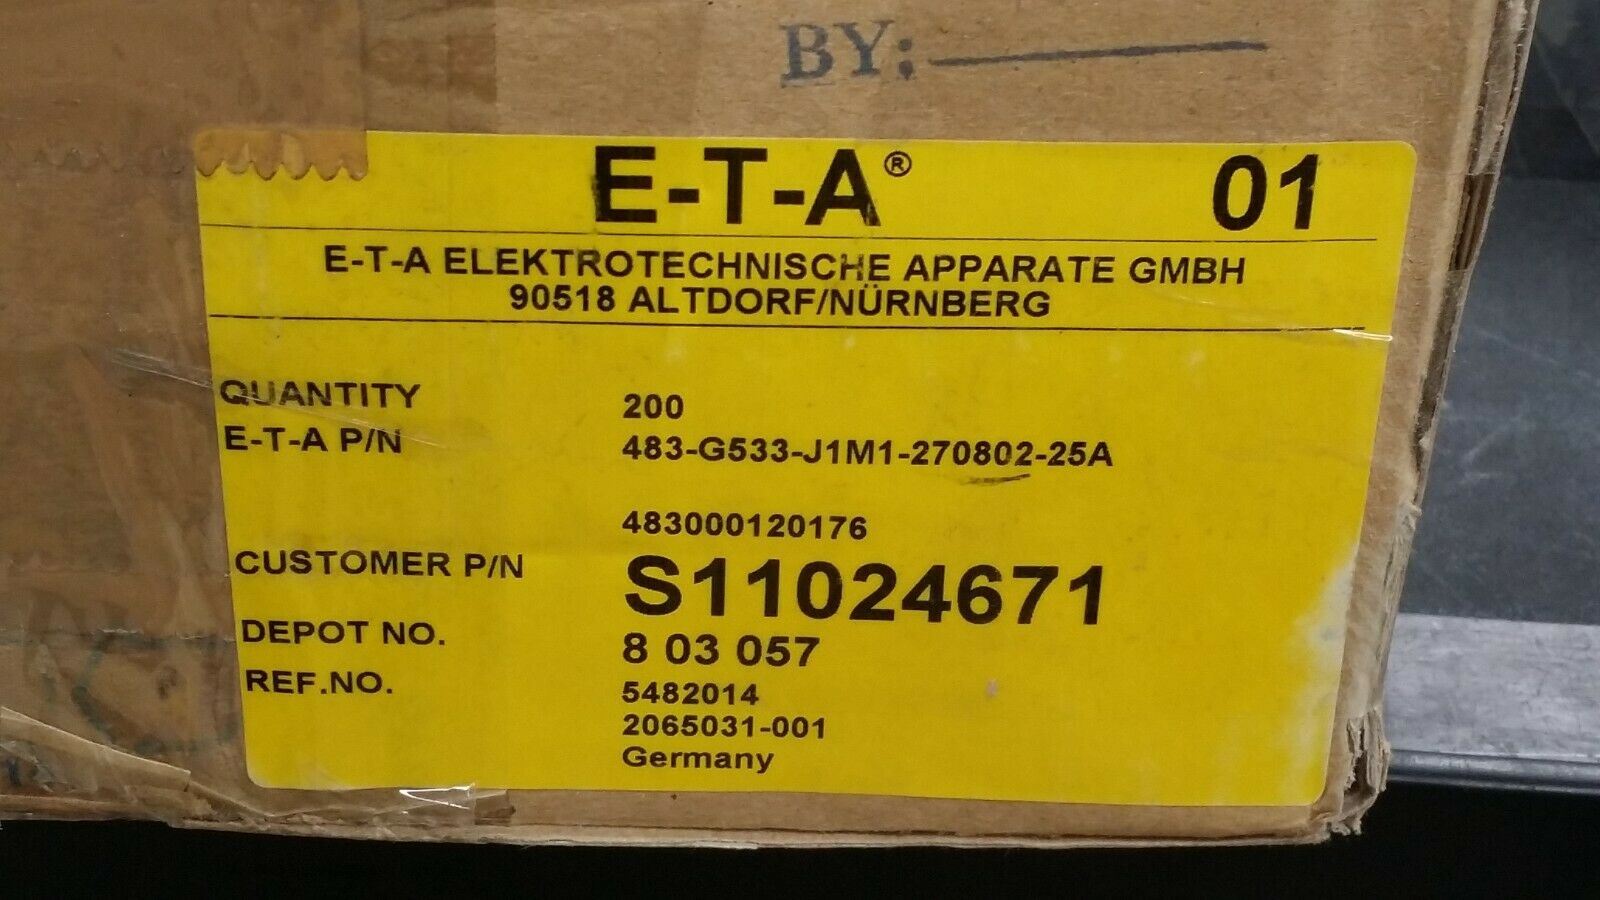 BY:
E-T-A® 01
E-T-A ELEKTROTECHNISCHE APPARATE GMBH
90518 ALTDORF/NÜRNBERG
QUANTITY 200
E-T-A P/N 483-G533-J1M1-270802-25A
483000120176
CUSTOMER P/N S11024671
DEPOT NO. 8 03 057
REF.NO. 5482014
2065031-001
Germany